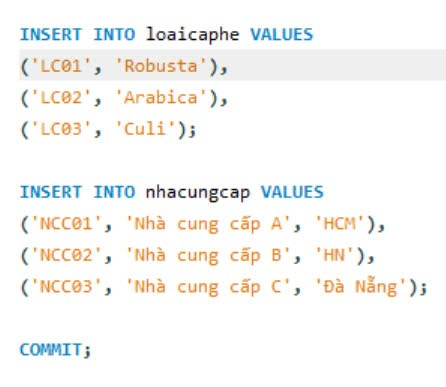 INSERT INTO loaicaphe VALUES
('LC01', 'Robusta'),
('LC02', 'Arabica'),
('LC03', 'Culi');
INSERT INTO nhacungcap VALUES
('NCC01', 'Nhà cung cấp A', 'HCM'),
('NCC02', 'Nhà cung cấp B', 'HN'),
('NCC03', 'Nhà cung cấp C', 'Đà Nẵng');
COMMIT;